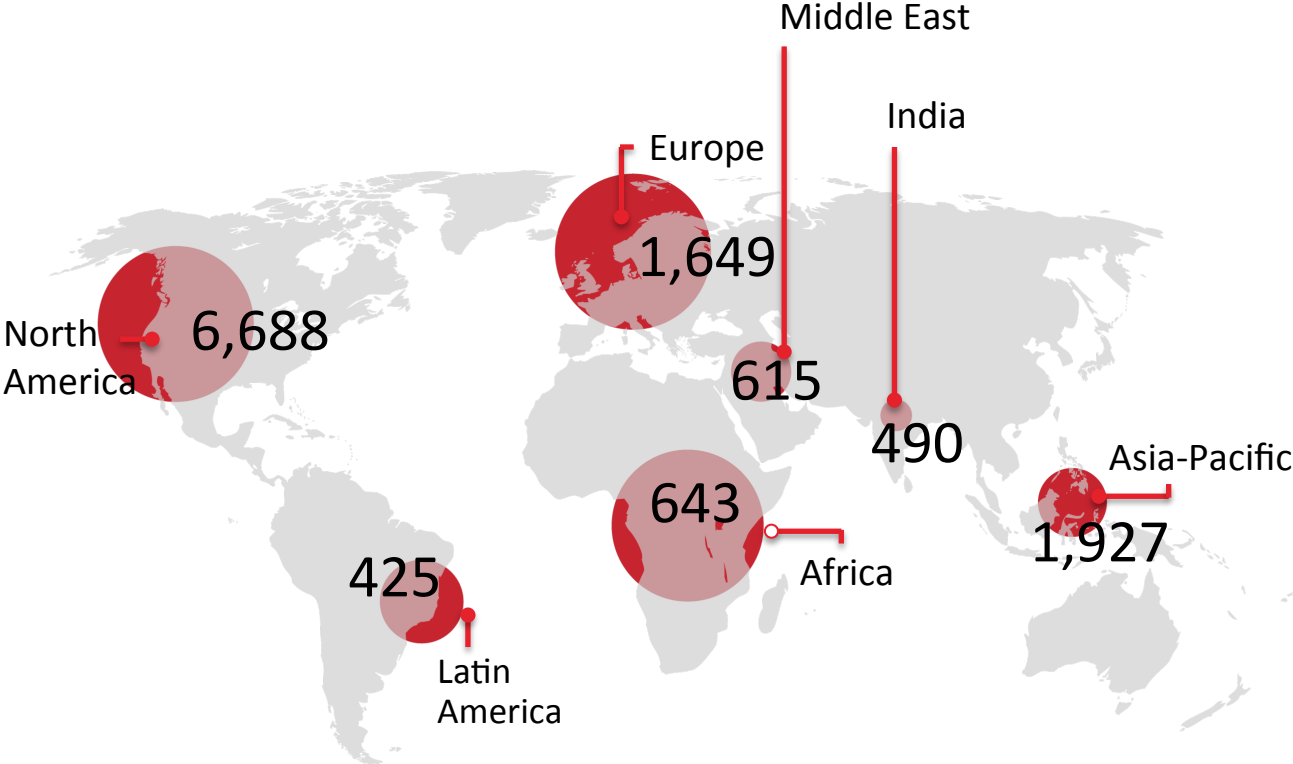 Middle East
India
Europe
1,649
North
America
6,688
615
490
Asia-Pacific
1,927
643
Africa
425
Latin
America